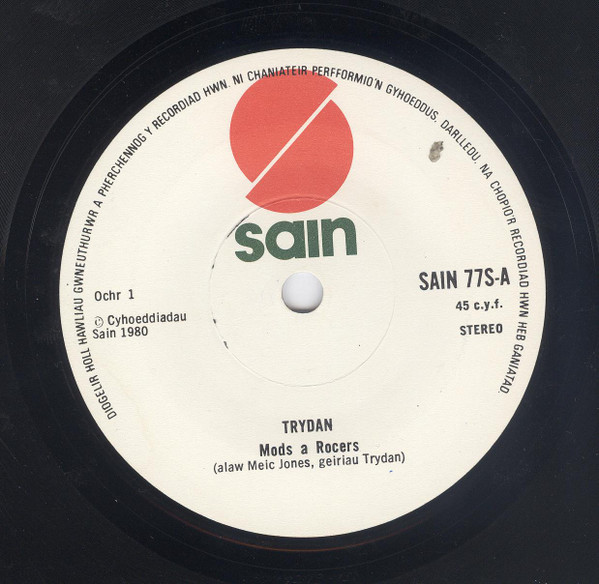 DIOGELIR HOLL HAWLIAU GWNEUTHURWR A PHERCHENNOG Y RECORDIAD HWN. NI CHANIATEIR PERFFORMIO'N GYHOEDDUS, DARLLEDU, NA CHOPIO'R RECORDIAD HWN HEB GANIATAD.
sain
SAIN 77S-A
Ochr 1
45 c.y.f.
℗ Cyhoeddiadau
Sain 1980
STEREO
TRYDAN
Mods a Rocers
(alaw Meic Jones, geiriau Trydan)